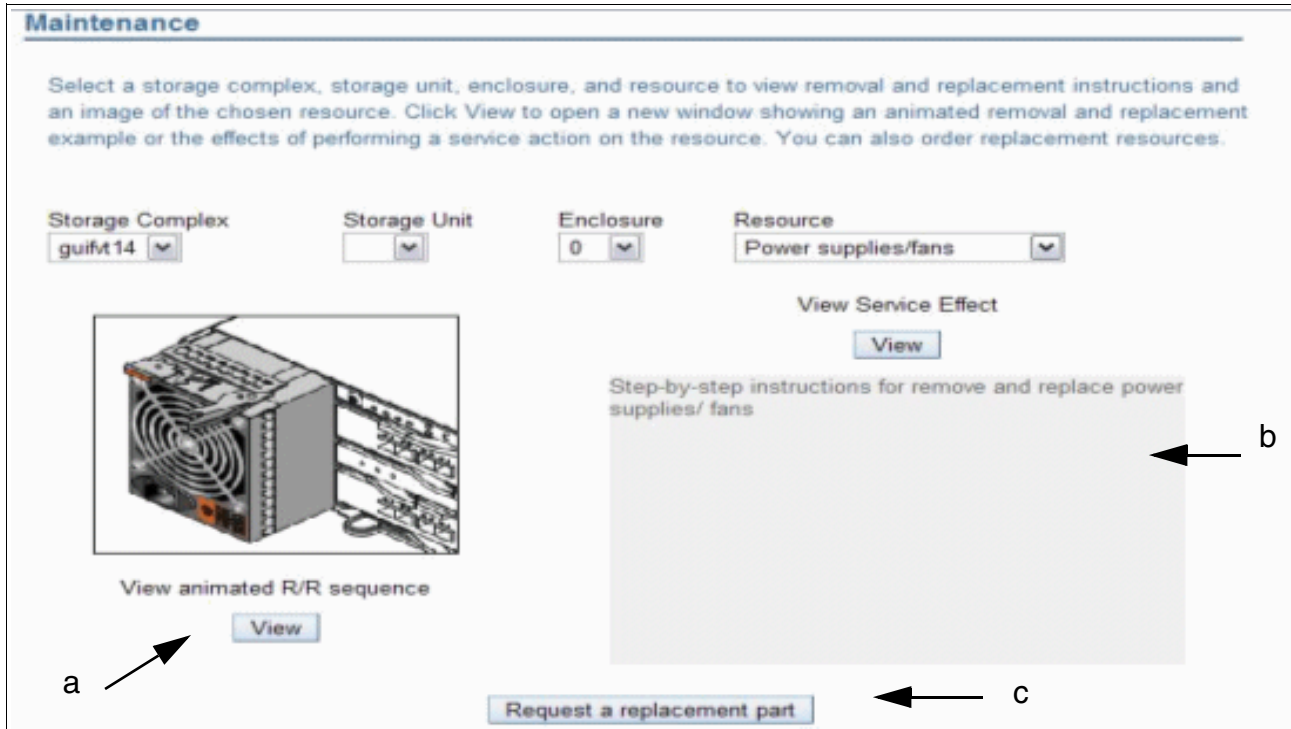 Maintenance
Select a storage complex, storage unit, enclosure, and resource to view removal and replacement instructions and
an image of the chosen resource. Click View to open a new window showing an animated removal and replacement
example or the effects of performing a service action on the resource. You can also order replacement resources.
Storage Complex Storage Unit Enclosure Resource
guifvt14 0 Power supplies/fans
View Service Effect
View
Step-by-step instructions for remove and replace power
supplies/ fans
b
View animated R/R sequence
View
a
c
Request a replacement part